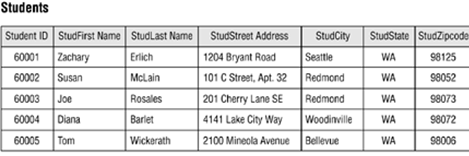 Students
Student ID StudFirst Name StudLast Name StudStreet Address StudCity StudState StudZipcode
60001 Zachary Erlich 1204 Bryant Road Seattle WA 98125
60002 Susan McLain 101 C Street, Apt. 32 Redmond WA 98052
60003 Joe Rosales 201 Cherry Lane SE Redmond WA 98073
60004 Diana Barlet 4141 Lake City Way Woodinville WA 98072
60005 Tom Wickerath 2100 Mineola Avenue Bellevue WA 98006